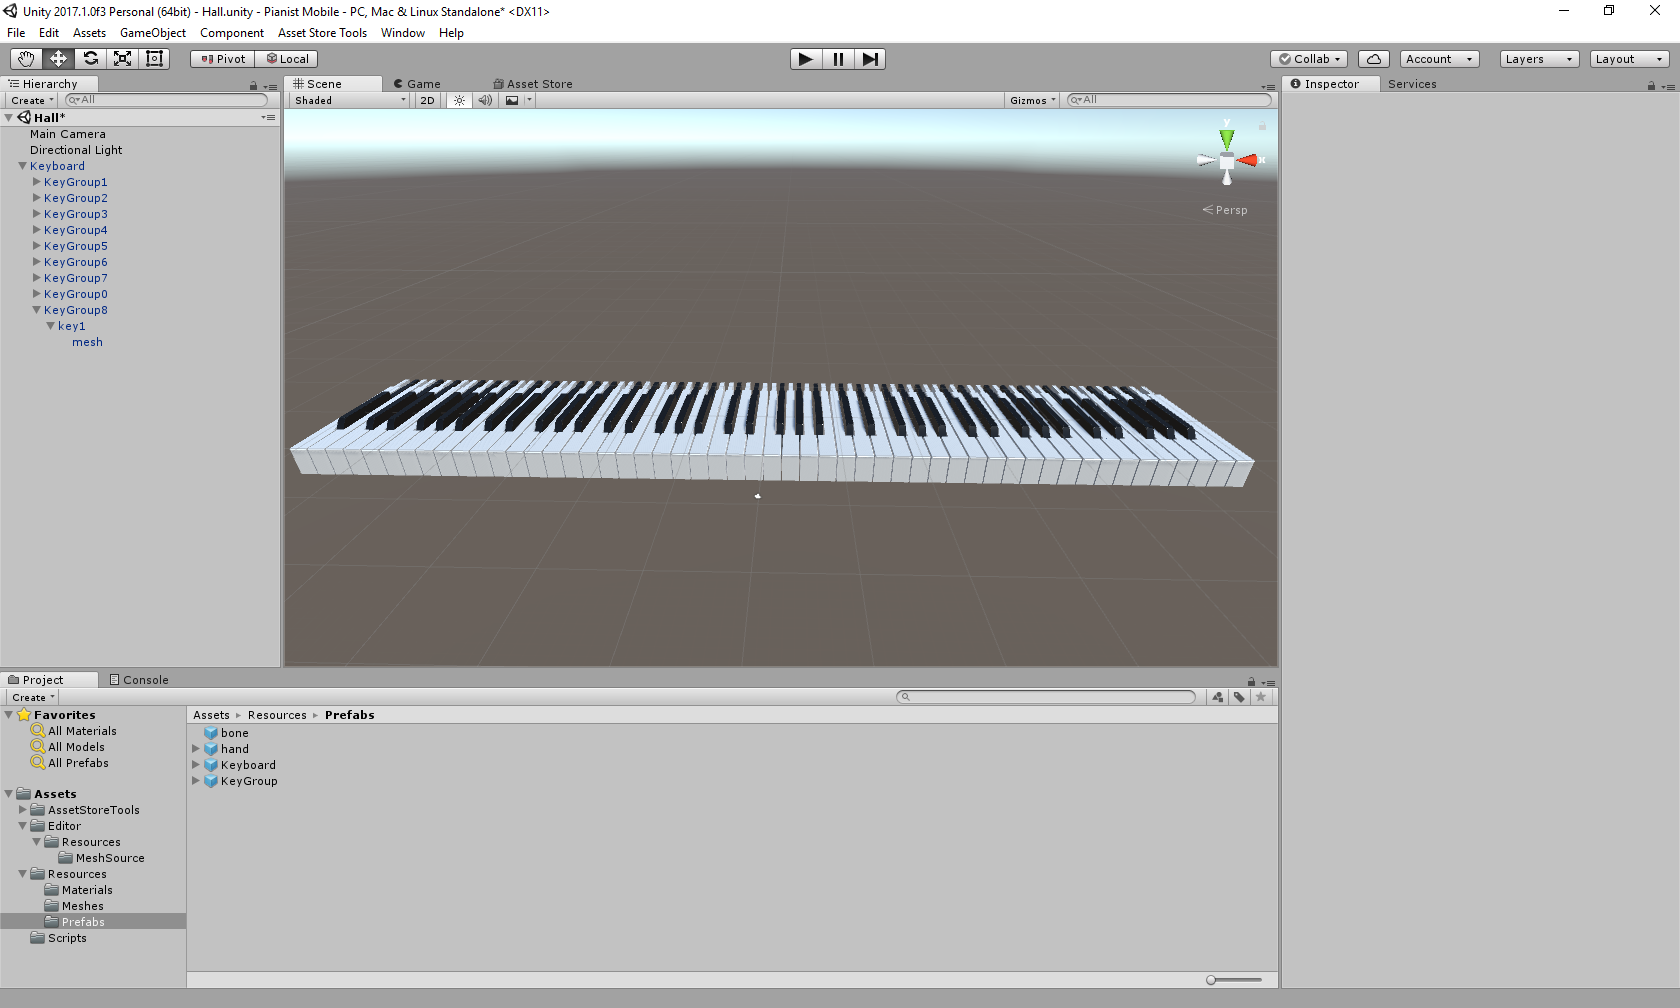 Unity 2017.1.0f3 Personal (64bit) - Hall.unity - Pianist Mobile - PC, Mac & Linux Standalone* <DX11>
File Edit Assets GameObject Component Asset Store Tools Window Help
Pivot Local Collab Account Layers Layout
Hierarchy
Create All
Hall*
Main Camera
Directional Light
Keyboard
KeyGroup1
KeyGroup2
KeyGroup3
KeyGroup4
KeyGroup5
KeyGroup6
KeyGroup7
KeyGroup0
KeyGroup8
key1
mesh
Scene Game Asset Store
Shaded 2D Gizmos All
y
x
Persp
Inspector Services
Project Console
Create
Favorites
All Materials
All Models
All Prefabs
Assets
AssetStoreTools
Editor
Resources
MeshSource
Resources
Materials
Meshes
Prefabs
Scripts
Assets Resources Prefabs
bone
hand
Keyboard
KeyGroup